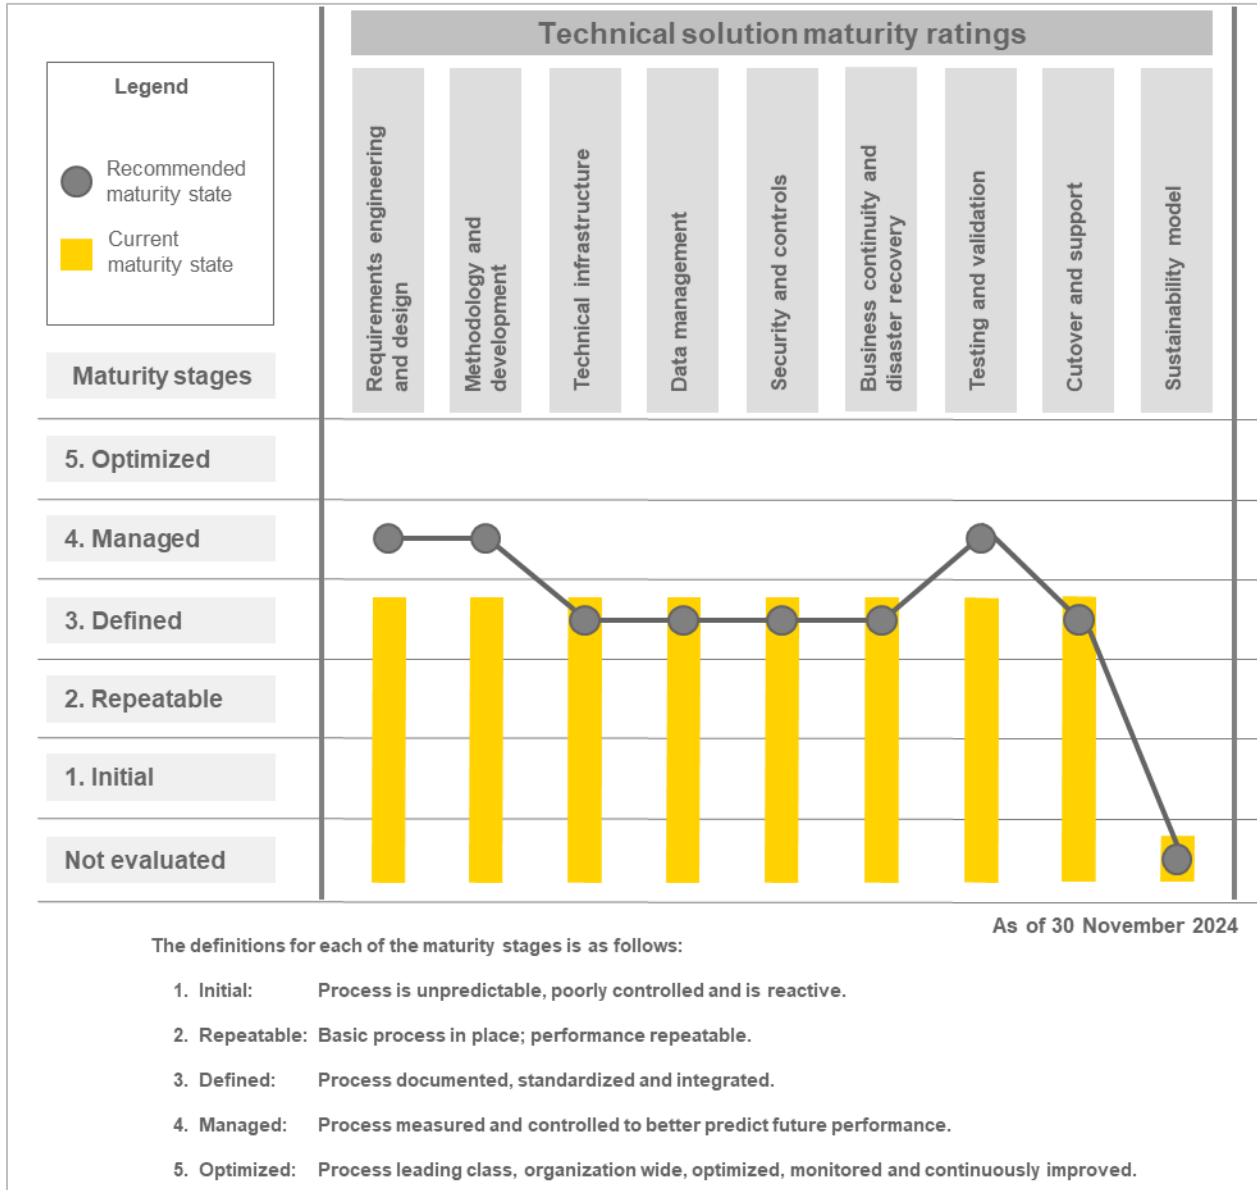 Technical solution maturity ratings
Legend
Recommended
maturity state
Current
maturity state
Maturity stages
Requirements engineering
and design
Methodology and
development
Technical infrastructure
Data management
Security and controls
Business continuity and
disaster recovery
Testing and validation
Cutover and support
Sustainability model
5. Optimized
4. Managed
3. Defined
2. Repeatable
1. Initial
Not evaluated
As of 30 November 2024
The definitions for each of the maturity stages is as follows:
1. Initial: Process is unpredictable, poorly controlled and is reactive.
2. Repeatable: Basic process in place; performance repeatable.
3. Defined: Process documented, standardized and integrated.
4. Managed: Process measured and controlled to better predict future performance.
5. Optimized: Process leading class, organization wide, optimized, monitored and continuously improved.